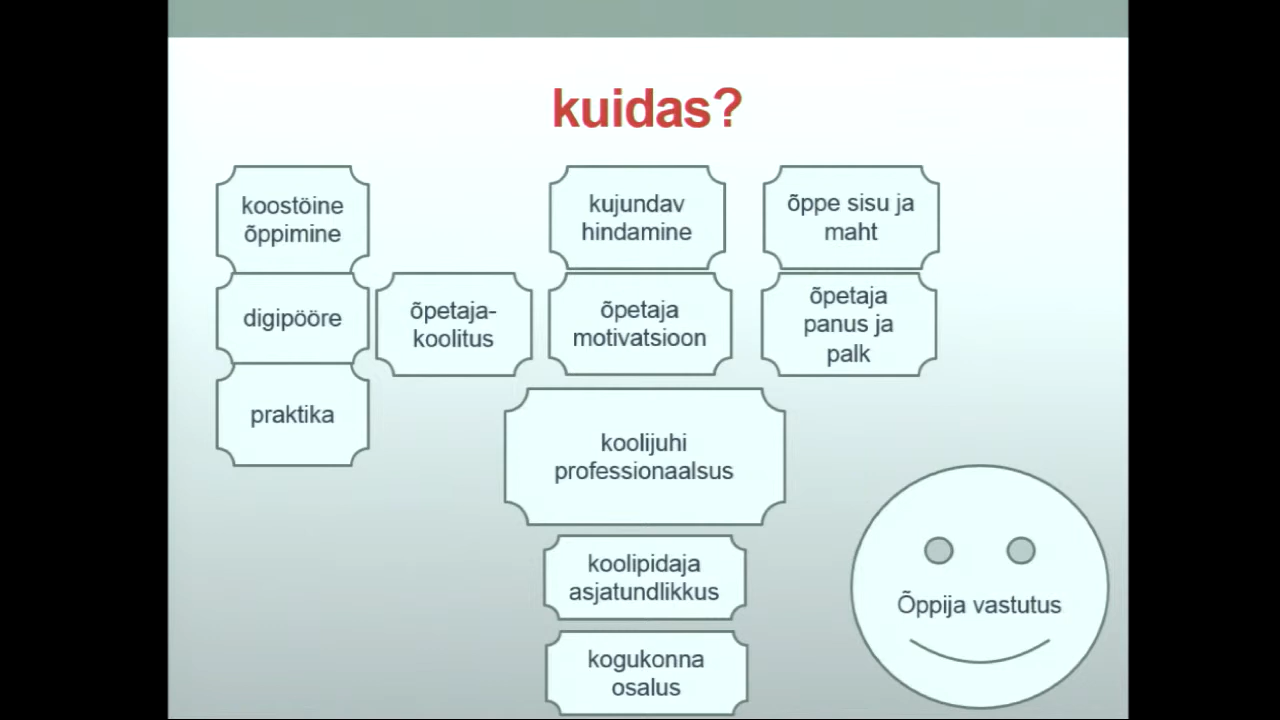 kuidas?
koostöine
õppimine
kujundav
hindamine
õppe sisu ja
maht
digipööre
õpetaja-
koolitus
õpetaja
motivatsioon
õpetaja
panus ja
palk
praktika
koolijuhi
professionaalsus
koolipidaja
asjatundlikkus
Õppija vastutus
kogukonna
osalus